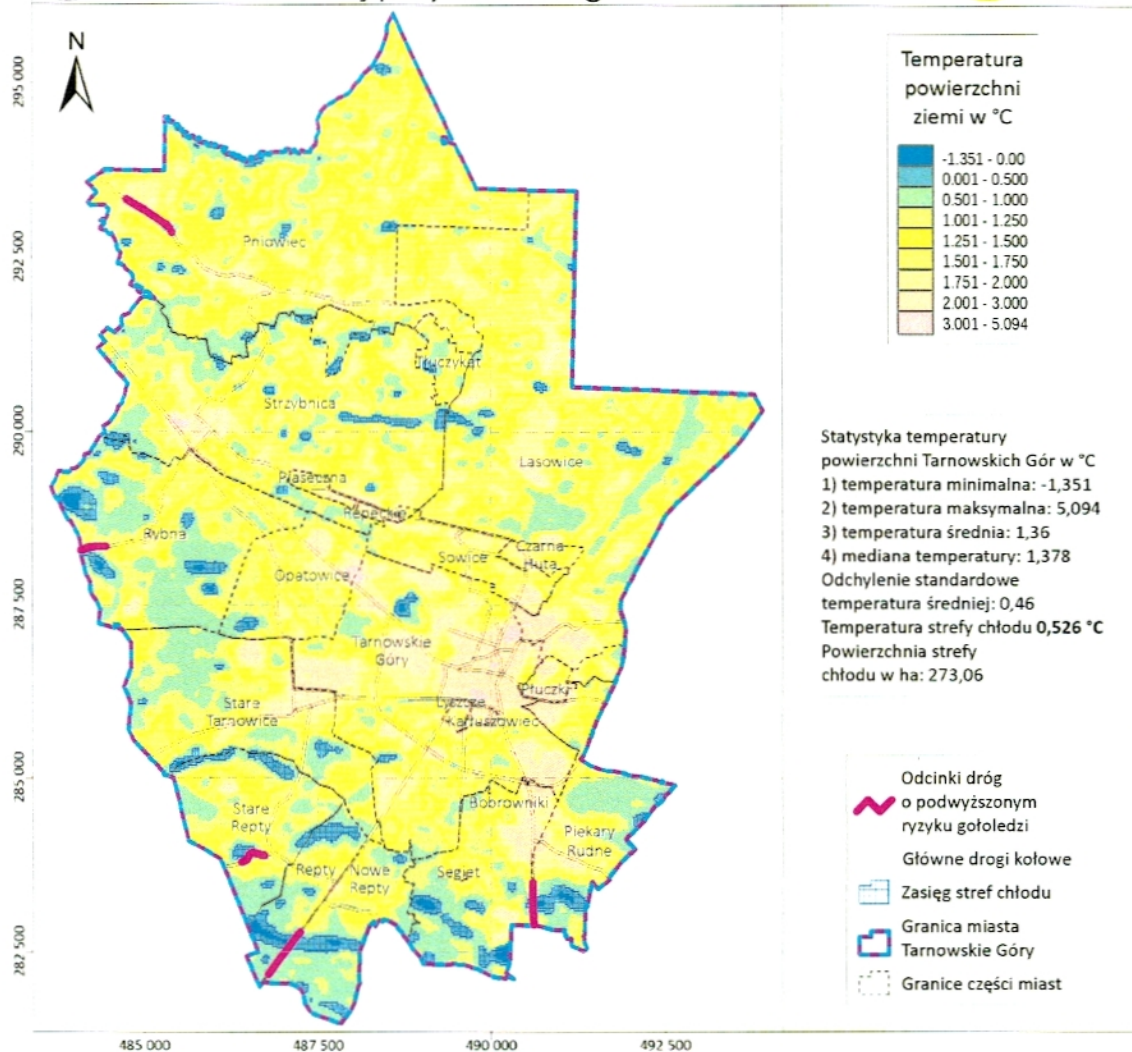 N
295 000
292 500
290 000
287 500
285 000
282 500
485 000
487 500
490 000
492 500
Pniowiec
Tłuczykąt
Strzybnica
Lasowice
Piaseczna
Repecko
Rybna
Sowice
Czarna
Huta
Opatowice
Tarnowskie
Góry
Płuczki
Stare
Tarnowice
Łyszcze
Kartuszowiec
Bobrowniki
Stare
Repty
Piekary
Rudne
Repty
Nowe
Repty
Segiet
Temperatura
powierzchni
ziemi w °C
-1.351 - 0.00
0.001 - 0.500
0.501 - 1.000
1.001 - 1.250
1.251 - 1.500
1.501 - 1.750
1.751 - 2.000
2.001 - 3.000
3.001 - 5.094
Statystyka temperatury
powierzchni Tarnowskich Gór w °C
1) temperatura minimalna: -1,351
2) temperatura maksymalna: 5,094
3) temperatura średnia: 1,36
4) mediana temperatury: 1,378
Odchylenie standardowe
temperatura średniej: 0,46
Temperatura strefy chłodu 0,526 °C
Powierzchnia strefy
chłodu w ha: 273,06
Odcinki dróg
o podwyższonym
ryzyku gołoledzi
Główne drogi kołowe
Zasięg stref chłodu
Granica miasta
Tarnowskie Góry
Granice części miast